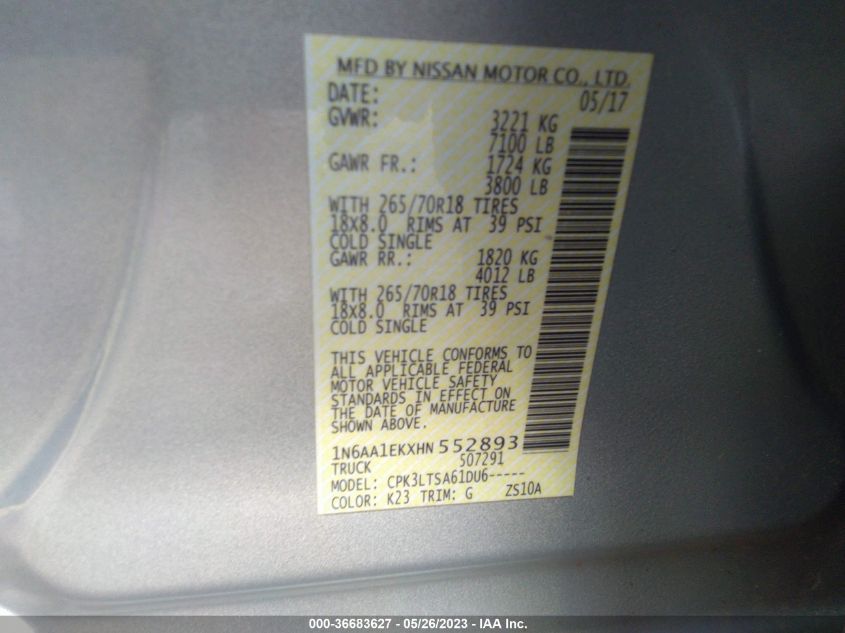 MFD BY NISSAN MOTOR CO., LTD.
DATE: 05/17
GVWR: 3221 KG
7100 LB
GAWR FR.: 1724 KG
3800 LB
WITH 265/70R18 TIRES
18X8.0 RIMS AT 39 PSI
COLD SINGLE
GAWR RR.: 1820 KG
4012 LB
WITH 265/70R18 TIRES
18X8.0 RIMS AT 39 PSI
COLD SINGLE
THIS VEHICLE CONFORMS TO
ALL APPLICABLE FEDERAL
MOTOR VEHICLE SAFETY
STANDARDS IN EFFECT ON
THE DATE OF MANUFACTURE
SHOWN ABOVE.
1N6AA1EKXHN 552893
TRUCK 507291
MODEL: CPK3LTSA61DU6-----
COLOR: K23 TRIM: G ZS10A
000-36683627 - 05/26/2023 - IAA Inc.